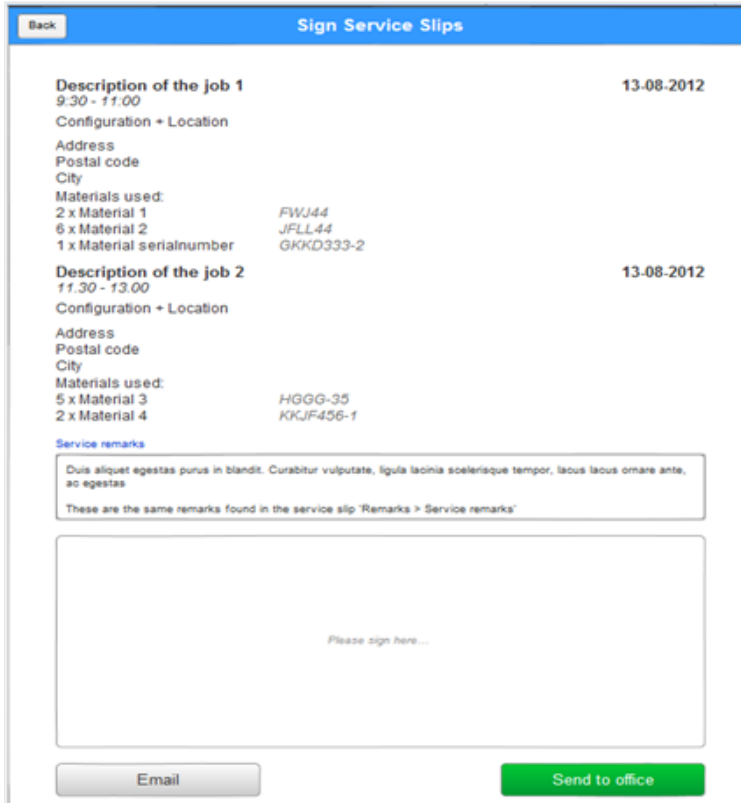 Back
Sign Service Slips
Description of the job 1 13-08-2012
9:30 - 11:00
Configuration + Location
Address
Postal code
City
Materials used:
2 x Material 1 FWJ44
6 x Material 2 JFLL44
1 x Material serialnumber GKKD333-2
Description of the job 2 13-08-2012
11.30 - 13.00
Configuration + Location
Address
Postal code
City
Materials used:
5 x Material 3 HGGG-35
2 x Material 4 KKJF456-1
Service remarks
Duis aliquet egestas purus in blandit. Curabitur vulputate, ligula lacinia scelerisque tempor, lacus lacus ornare ante,
ac egestas
These are the same remarks found in the service slip 'Remarks > Service remarks'
Please sign here...
Email Send to office